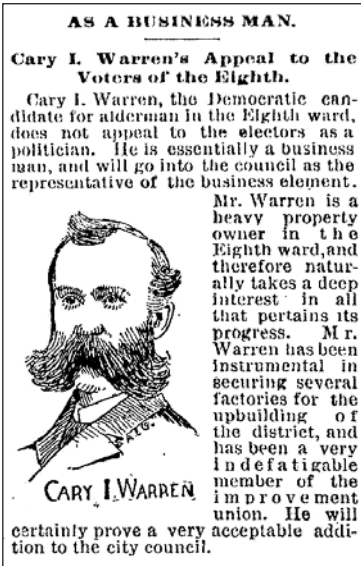 AS A BUSINESS MAN.
Cary I. Warren's Appeal to the
Voters of the Eighth.
Cary I. Warren, the Democratic can-
didate for alderman in the Eighth ward,
does not appeal to the electors as a
politician. He is essentially a business
man, and will go into the council as the
representative of the business element.
Mr. Warren is a
heavy property
owner in the
Eighth ward, and
therefore natur-
ally takes a deep
interest in all
that pertains its
progress. Mr.
Warren has been
instrumental in
securing several
factories for the
upbuilding of
the district, and
has been a very
indefatigable
member of the
improvement
union. He will
certainly prove a very acceptable addi-
tion to the city council.
CARY I. WARREN